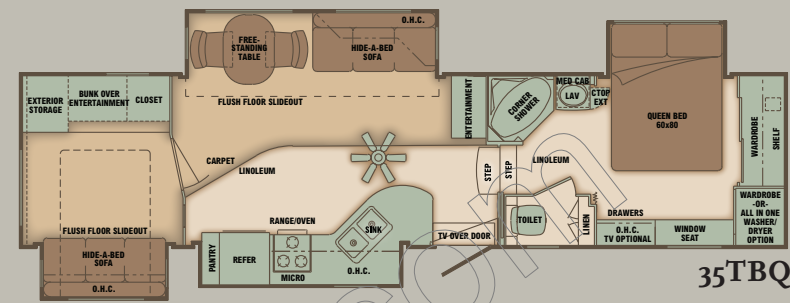 O.H.C.
FREE-
STANDING
TABLE
HIDE-A-BED
SOFA
FLUSH FLOOR SLIDEOUT
EXTERIOR
STORAGE
BUNK OVER
ENTERTAINMENT
CLOSET
ENTERTAINMENT
CORNER
SHOWER
MED CAB
LAV
CTOP
EXT
QUEEN BED
60x80
WARDROBE
SHELF
CARPET
LINOLEUM
STEP
STEP
LINOLEUM
FLUSH FLOOR SLIDEOUT
HIDE-A-BED
SOFA
O.H.C.
RANGE/OVEN
SINK
PANTRY
REFER
MICRO
O.H.C.
TV OVER DOOR
TOILET
LINEN
DRAWERS
O.H.C.
TV OPTIONAL
WINDOW
SEAT
WARDROBE
-OR-
ALL IN ONE
WASHER/
DRYER
OPTION
35TBQ